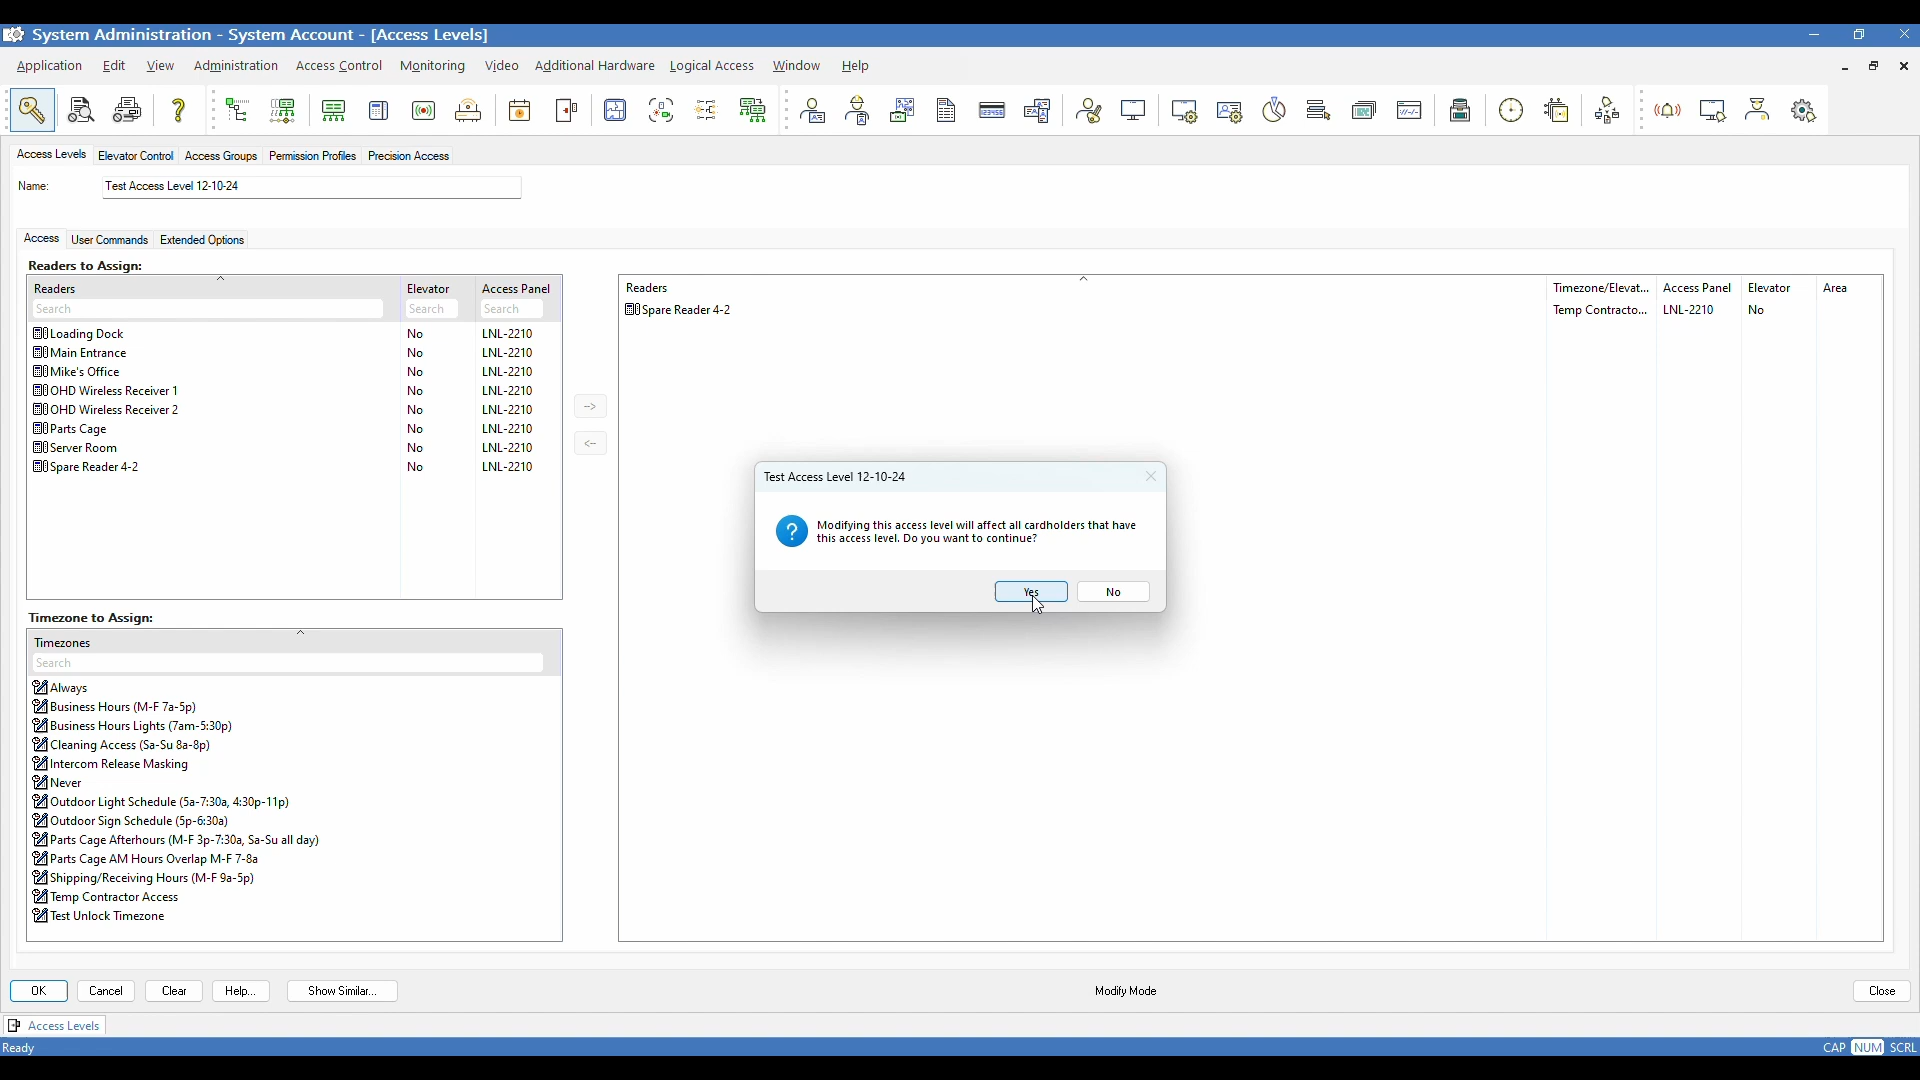 System Administration - System Account - [Access Levels]
Application Edit View Administration Access Control Monitoring Video Additional Hardware Logical Access Window Help
Access Levels Elevator Control Access Groups Permission Profiles Precision Access
Name: Test Access Level 12-10-24
Access User Commands Extended Options
Readers to Assign:
Readers Elevator Access Panel
Search Search Search
Loading Dock No LNL-2210
Main Entrance No LNL-2210
Mike's Office No LNL-2210
OHD Wireless Receiver 1 No LNL-2210
OHD Wireless Receiver 2 No LNL-2210
Parts Cage No LNL-2210
Server Room No LNL-2210
Spare Reader 4-2 No LNL-2210
-->
<--
Readers Timezone/Elevat... Access Panel Elevator Area
Spare Reader 4-2 Temp Contracto... LNL-2210 No
Test Access Level 12-10-24
Modifying this access level will affect all cardholders that have
this access level. Do you want to continue?
Yes No
Timezone to Assign:
Timezones
Search
Always
Business Hours (M-F 7a-5p)
Business Hours Lights (7am-5:30p)
Cleaning Access (Sa-Su 8a-8p)
Intercom Release Masking
Never
Outdoor Light Schedule (5a-7:30a, 4:30p-11p)
Outdoor Sign Schedule (5p-6:30a)
Parts Cage Afterhours (M-F 3p-7:30a, Sa-Su all day)
Parts Cage AM Hours Overlap M-F 7-8a
Shipping/Receiving Hours (M-F 9a-5p)
Temp Contractor Access
Test Unlock Timezone
OK Cancel Clear Help... Show Similar... Modify Mode Close
Access Levels
Ready CAP NUM SCRL